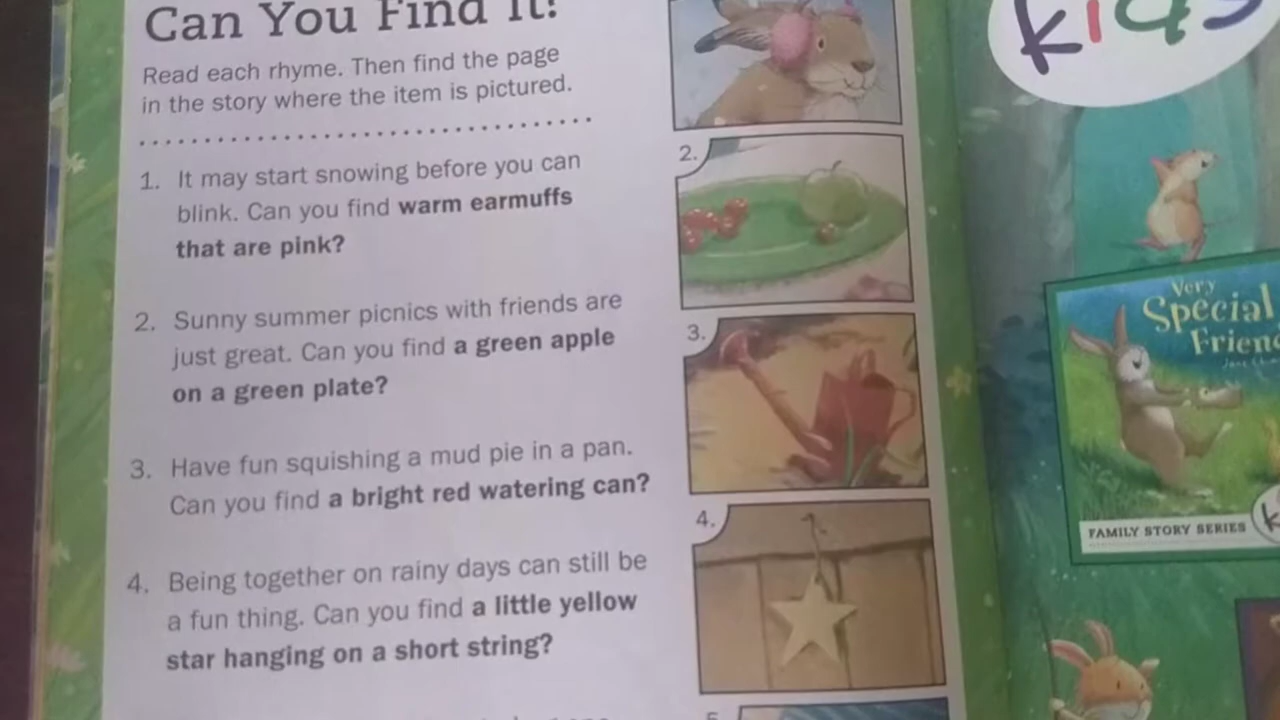 Can You Find It!
Read each rhyme. Then find the page
in the story where the item is pictured.
1. It may start snowing before you can
blink. Can you find warm earmuffs
that are pink?
2. Sunny summer picnics with friends are
just great. Can you find a green apple
on a green plate?
3. Have fun squishing a mud pie in a pan.
Can you find a bright red watering can?
4. Being together on rainy days can still be
a fun thing. Can you find a little yellow
star hanging on a short string?
2.
3.
4.
5.
kids
Very
Special
FAMILY STORY SERIES